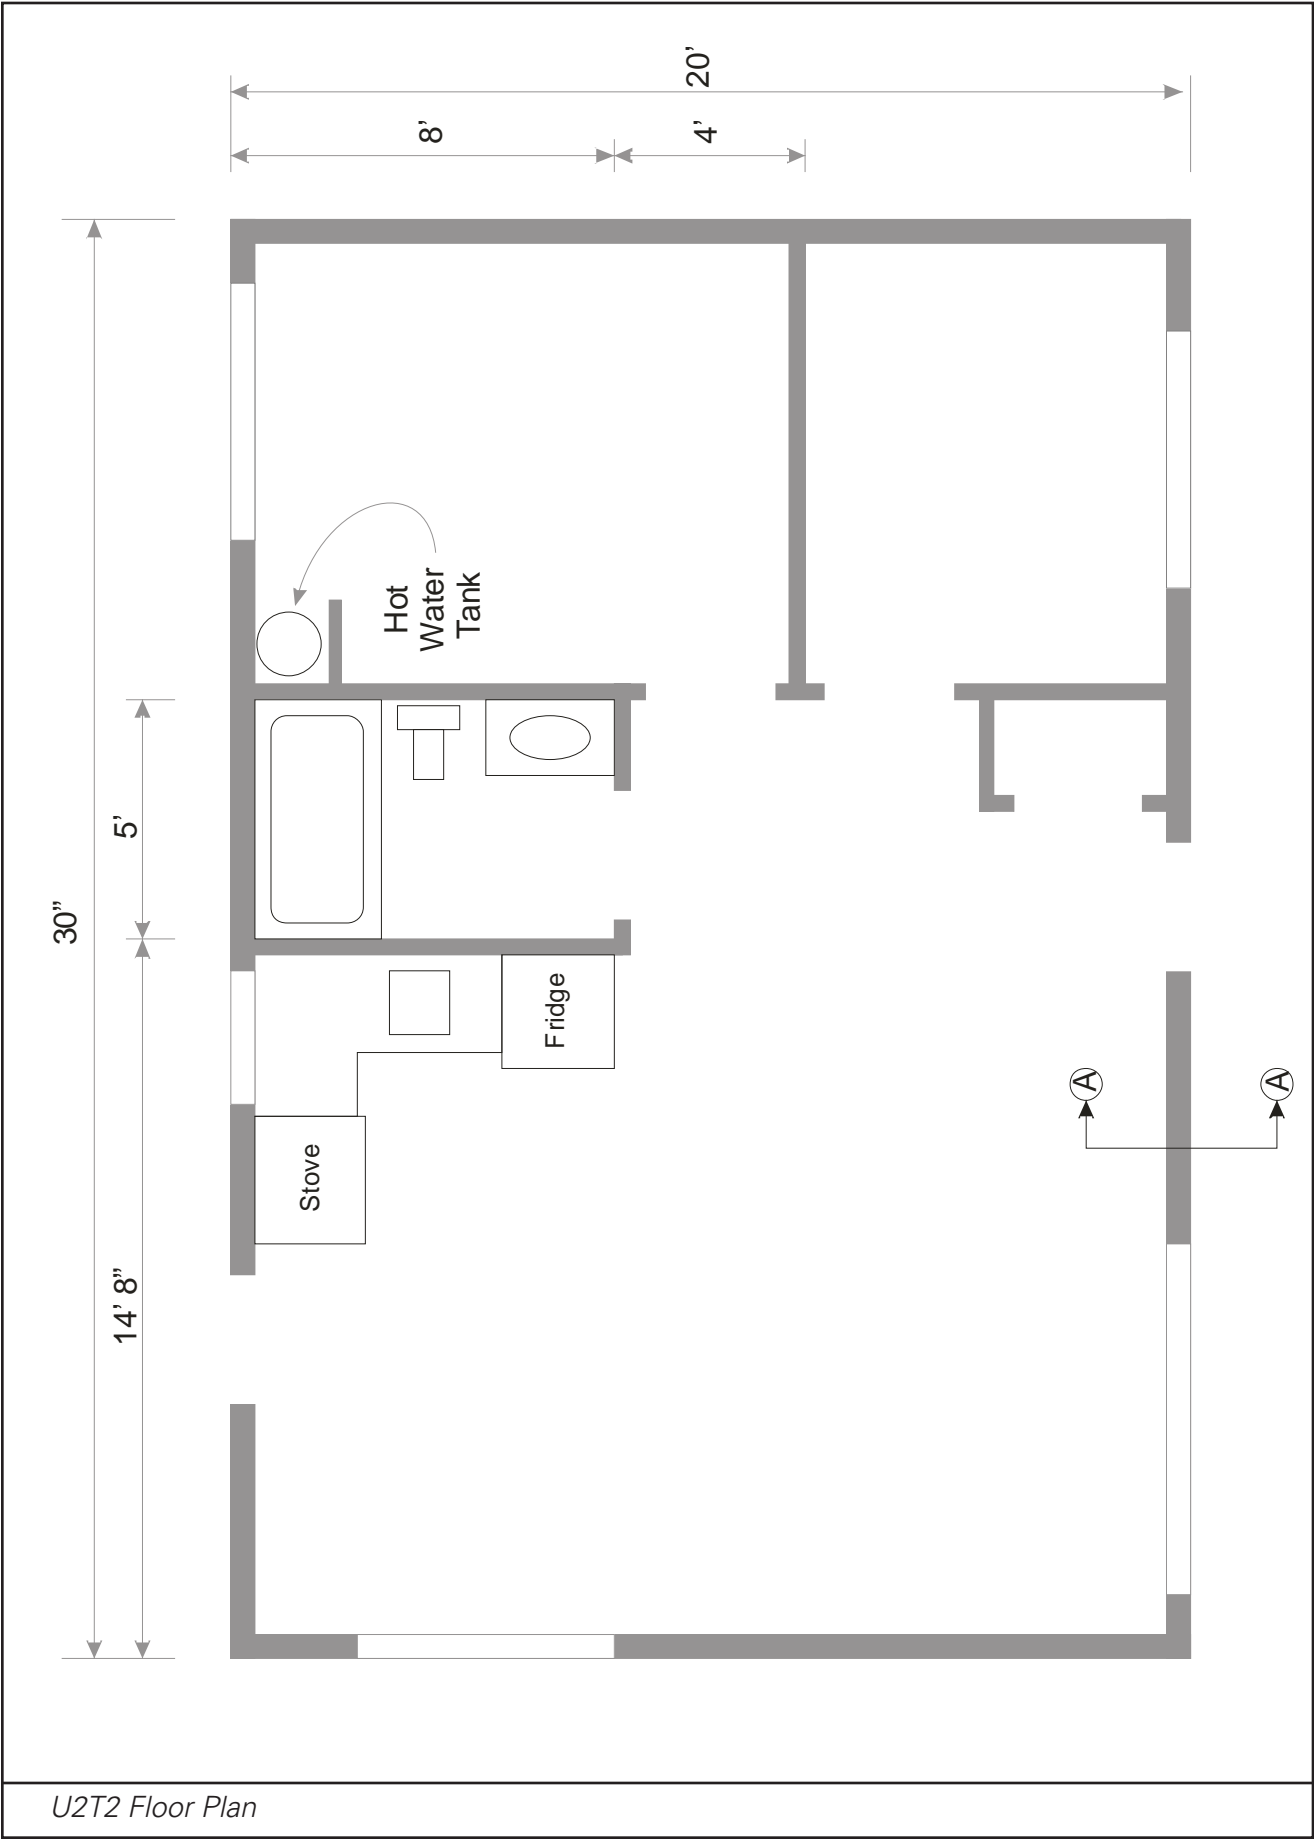 20’
8’
4’
Hot
Water
Tank
5’
30”
Fridge
A
A
Stove
14’ 8”
U2T2 Floor Plan